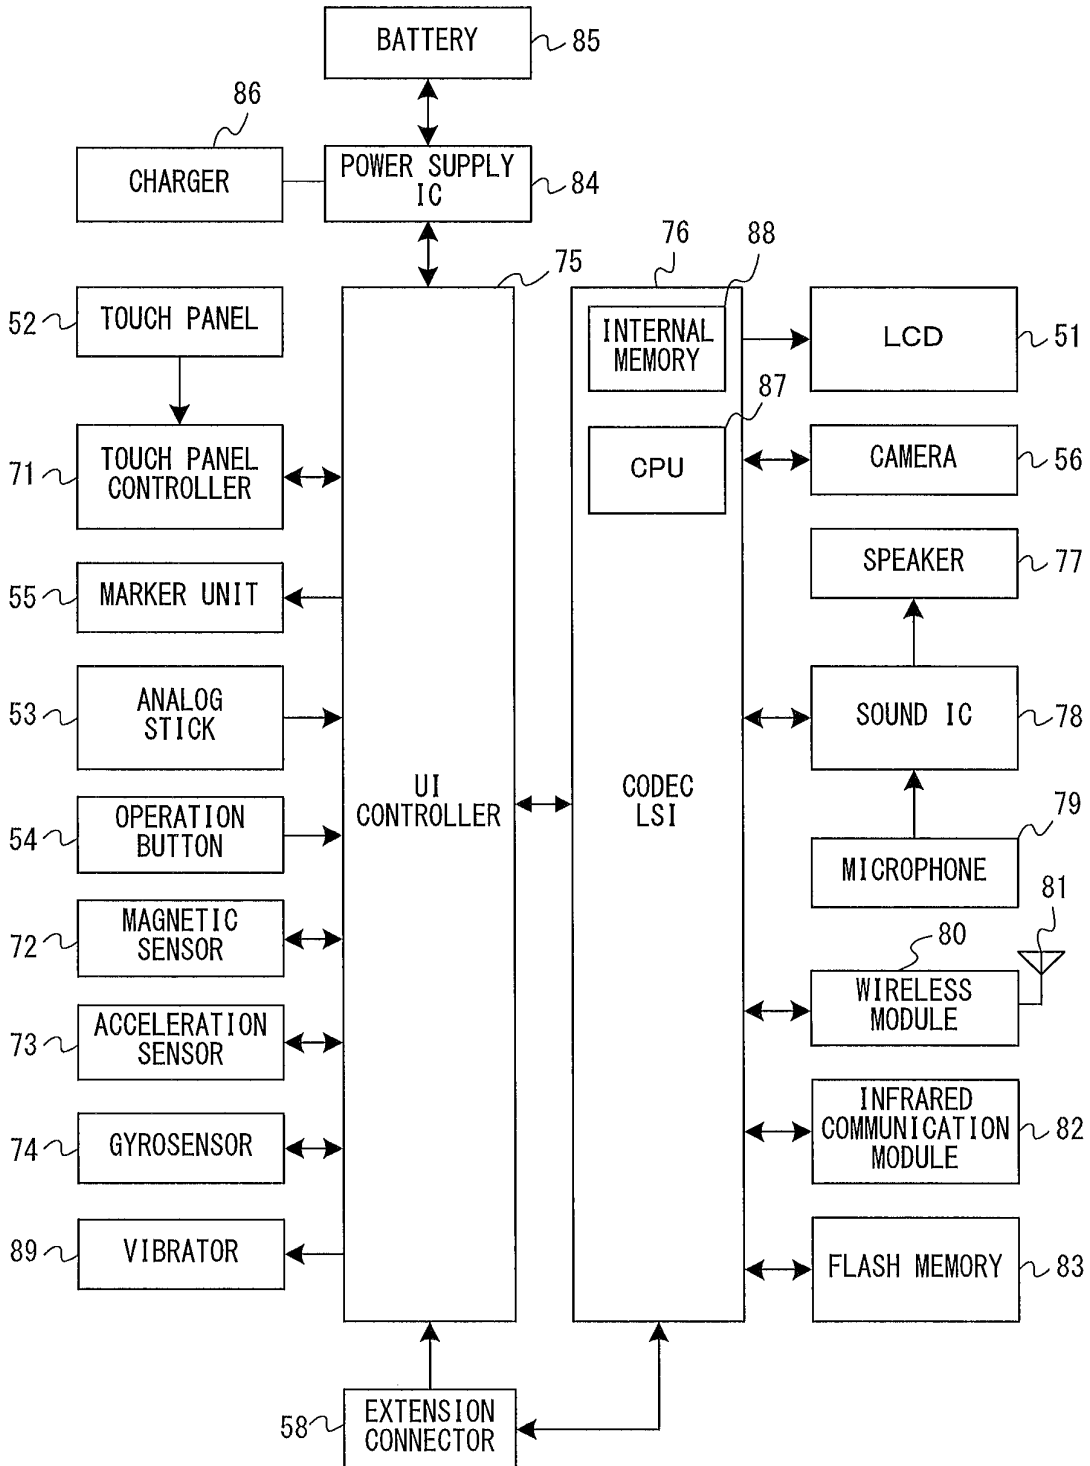 BATTERY
85
86
CHARGER
POWER SUPPLY
IC
84
75
76
88
52
TOUCH PANEL
INTERNAL
MEMORY
LCD
51
71
TOUCH PANEL
CONTROLLER
87
CPU
CAMERA
56
55
MARKER UNIT
SPEAKER
77
53
ANALOG
STICK
SOUND IC
78
UI
CONTROLLER
CODEC
LSI
54
OPERATION
BUTTON
79
MICROPHONE
72
MAGNETIC
SENSOR
80
81
WIRELESS
MODULE
73
ACCELERATION
SENSOR
74
GYROSENSOR
INFRARED
COMMUNICATION
MODULE
82
89
VIBRATOR
FLASH MEMORY
83
58
EXTENSION
CONNECTOR